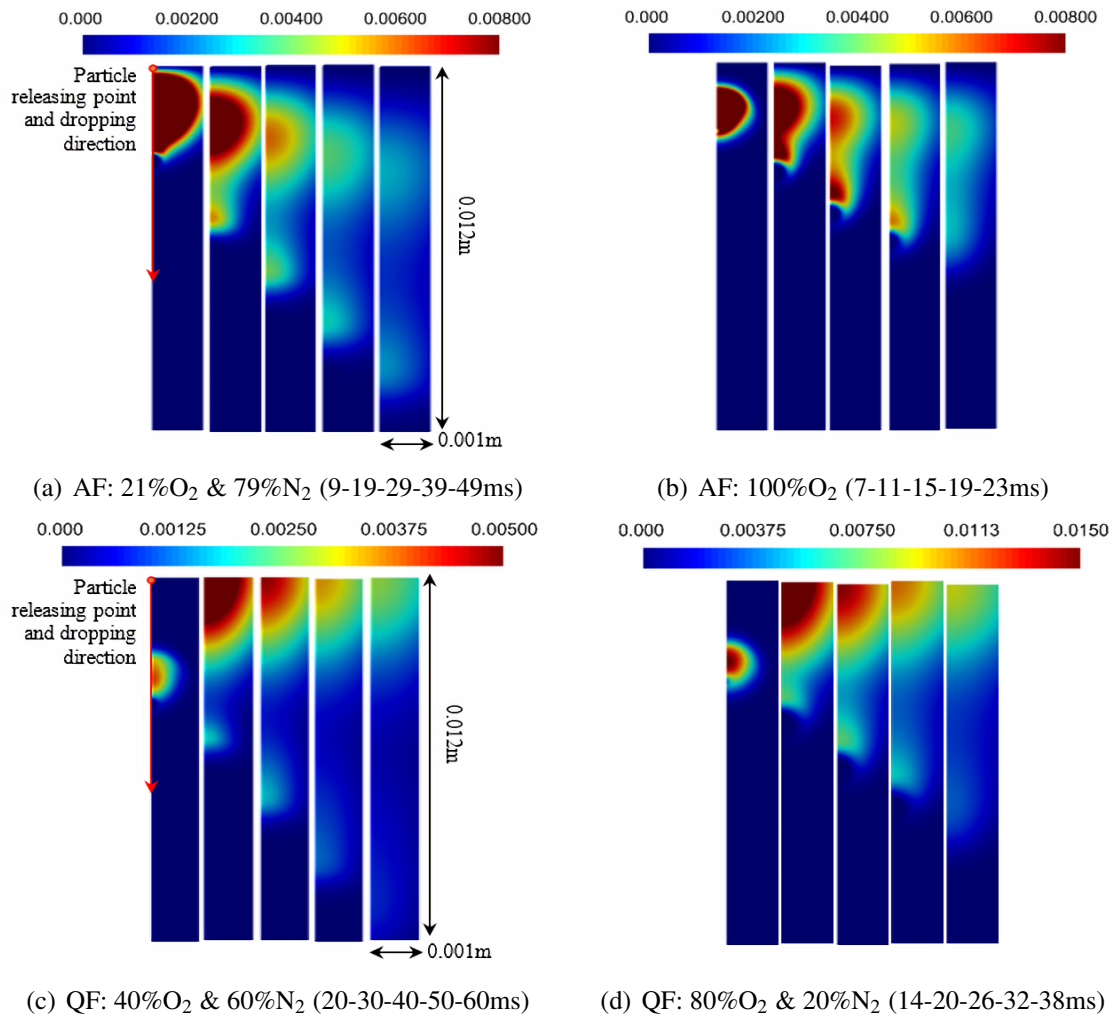 0.000 0.00200 0.00400 0.00600 0.00800
Particle
releasing point
and dropping
direction
0.012m
0.001m
(a) AF: 21%O₂ & 79%N₂ (9-19-29-39-49ms)
0.000 0.00200 0.00400 0.00600 0.00800
(b) AF: 100%O₂ (7-11-15-19-23ms)
0.000 0.00125 0.00250 0.00375 0.00500
Particle
releasing point
and dropping
direction
0.012m
0.001m
(c) QF: 40%O₂ & 60%N₂ (20-30-40-50-60ms)
0.000 0.00375 0.00750 0.0113 0.0150
(d) QF: 80%O₂ & 20%N₂ (14-20-26-32-38ms)